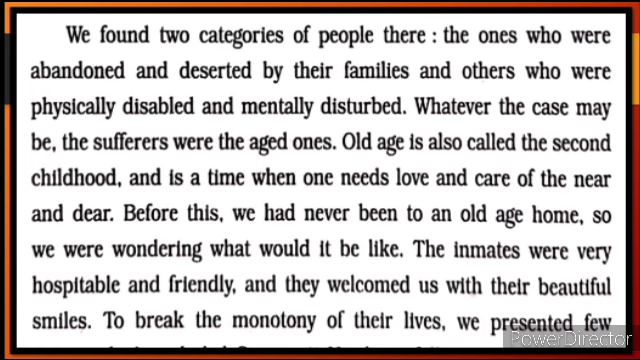 We found two categories of people there : the ones who were
abandoned and deserted by their families and others who were
physically disabled and mentally disturbed. Whatever the case may
be, the sufferers were the aged ones. Old age is also called the second
childhood, and is a time when one needs love and care of the near
and dear. Before this, we had never been to an old age home, so
we were wondering what would it be like. The inmates were very
hospitable and friendly, and they welcomed us with their beautiful
smiles. To break the monotony of their lives, we presented few
PowerDirector